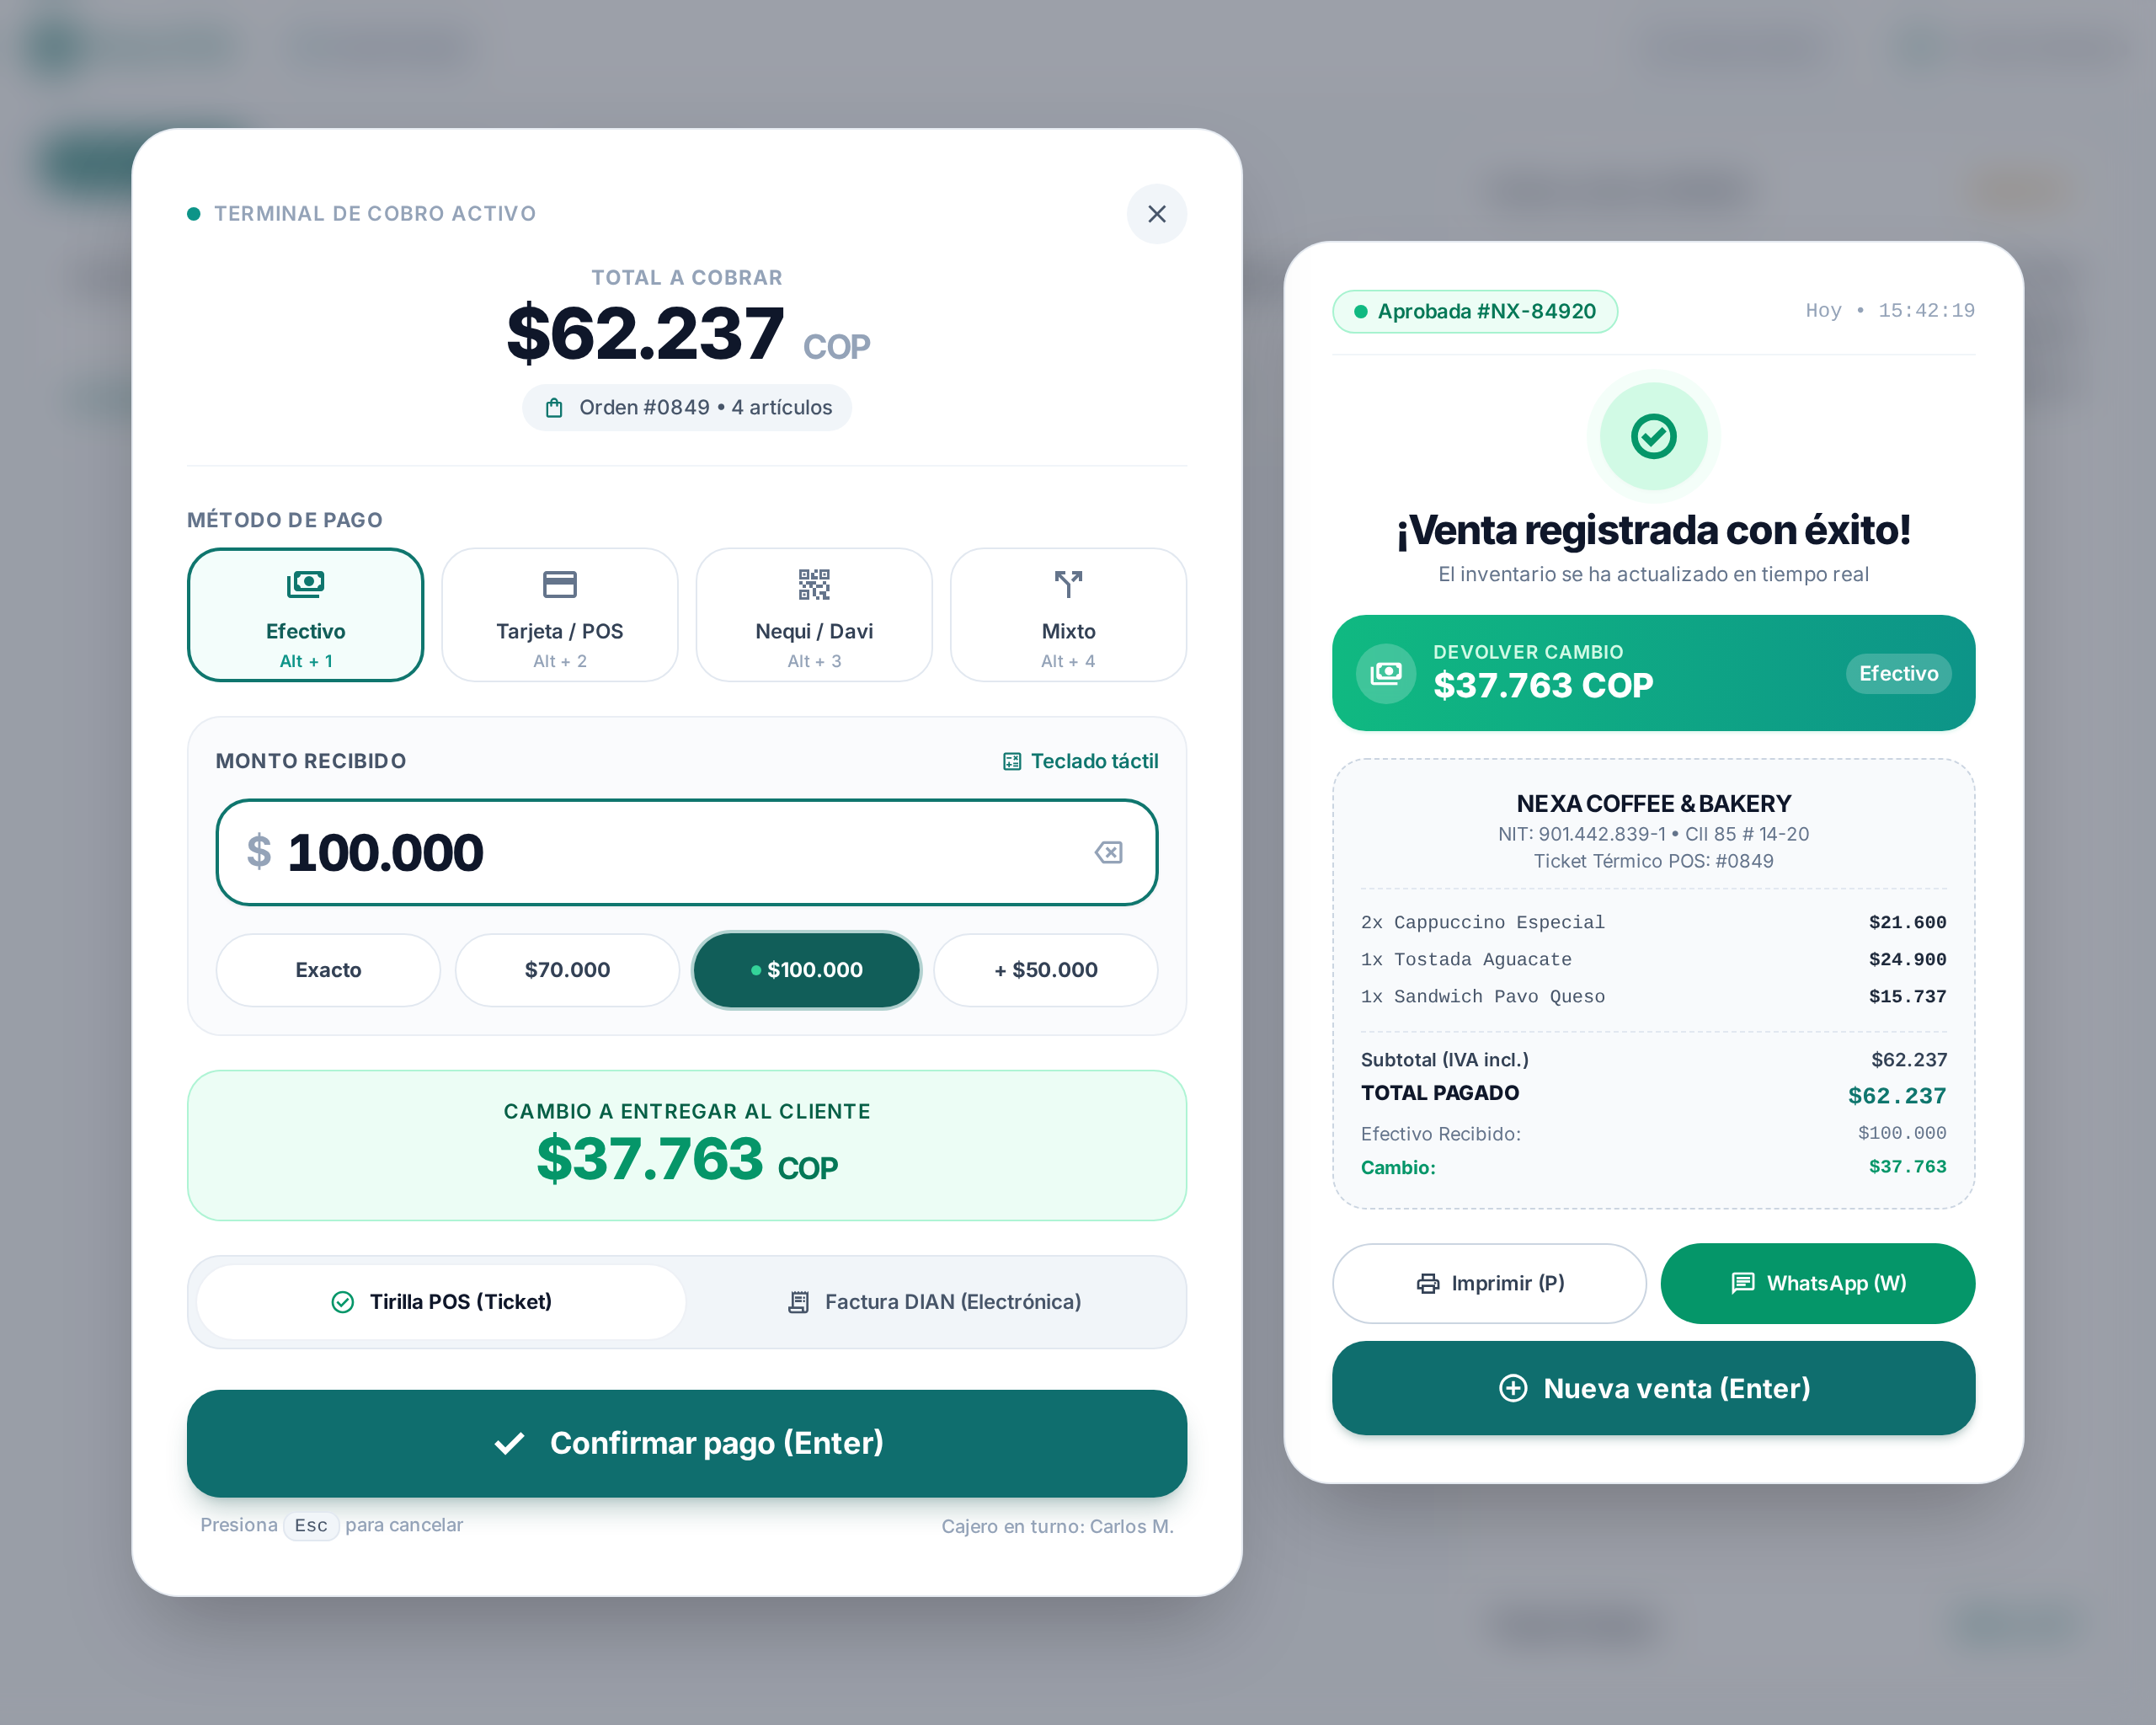 TERMINAL DE COBRO ACTIVO
TOTAL A COBRAR
$62.237 COP
Orden #0849 • 4 artículos
MÉTODO DE PAGO
Efectivo
Alt + 1
Tarjeta / POS
Alt + 2
Nequi / Davi
Alt + 3
Mixto
Alt + 4
MONTO RECIBIDO
Teclado táctil
$ 100.000
Exacto
$70.000
$100.000
+ $50.000
CAMBIO A ENTREGAR AL CLIENTE
$37.763 COP
Tirilla POS (Ticket)
Factura DIAN (Electrónica)
Confirmar pago (Enter)
Presiona Esc para cancelar
Cajero en turno: Carlos M.
Aprobada #NX-84920
Hoy • 15:42:19
¡Venta registrada con éxito!
El inventario se ha actualizado en tiempo real
DEVOLVER CAMBIO
$37.763 COP
Efectivo
NEXA COFFEE & BAKERY
NIT: 901.442.839-1 • Cll 85 # 14-20
Ticket Térmico POS: #0849
2x Cappuccino Especial $21.600
1x Tostada Aguacate $24.900
1x Sandwich Pavo Queso $15.737
Subtotal (IVA incl.) $62.237
TOTAL PAGADO $62.237
Efectivo Recibido: $100.000
Cambio: $37.763
Imprimir (P)
WhatsApp (W)
Nueva venta (Enter)